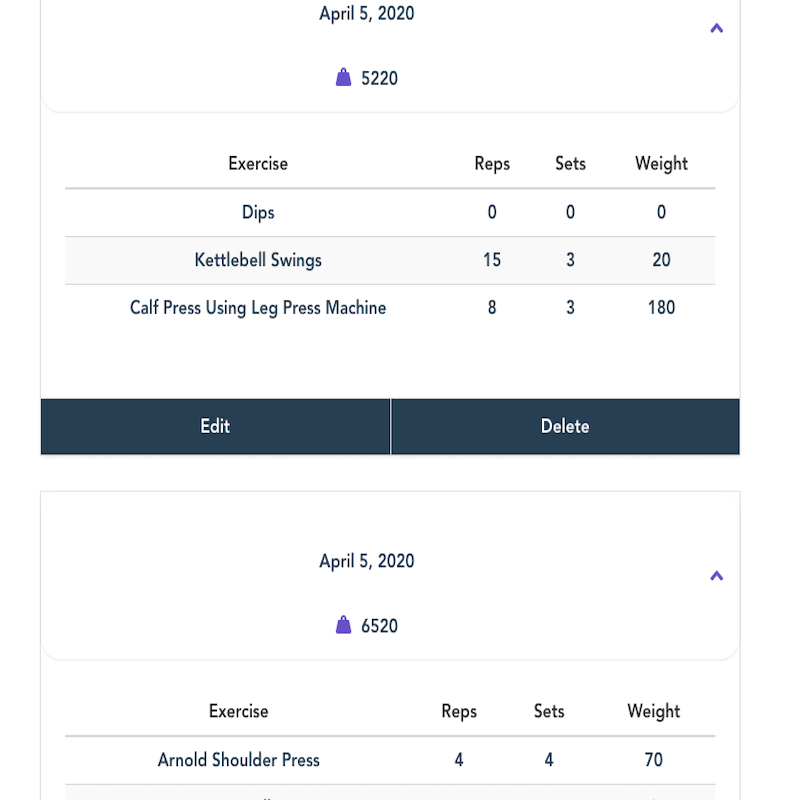 April 5, 2020
5220
Exercise Reps Sets Weight
Dips 0 0 0
Kettlebell Swings 15 3 20
Calf Press Using Leg Press Machine 8 3 180
Edit Delete
April 5, 2020
6520
Exercise Reps Sets Weight
Arnold Shoulder Press 4 4 70